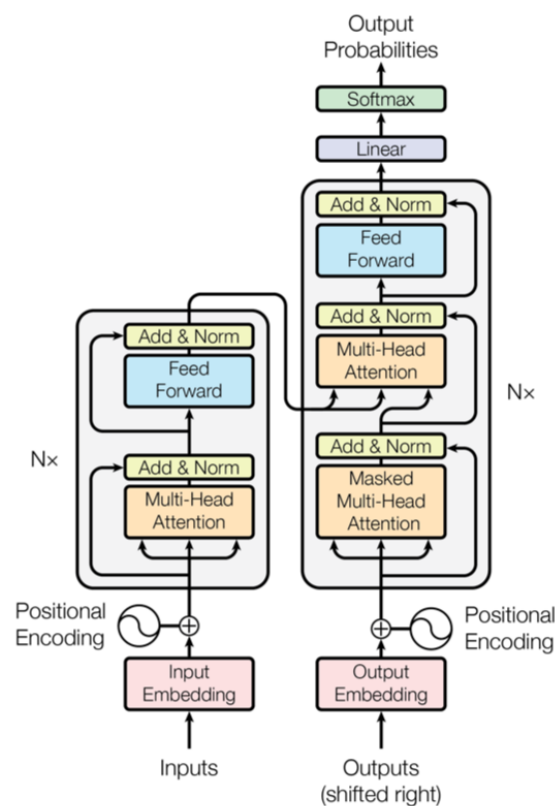 Output
Probabilities
Softmax
Linear
Add & Norm
Feed
Forward
Add & Norm
Multi-Head
Attention
Add & Norm
Masked
Multi-Head
Attention
N×
Add & Norm
Feed
Forward
Add & Norm
Multi-Head
Attention
N×
Positional
Encoding
Positional
Encoding
Input
Embedding
Output
Embedding
Inputs
Outputs
(shifted right)